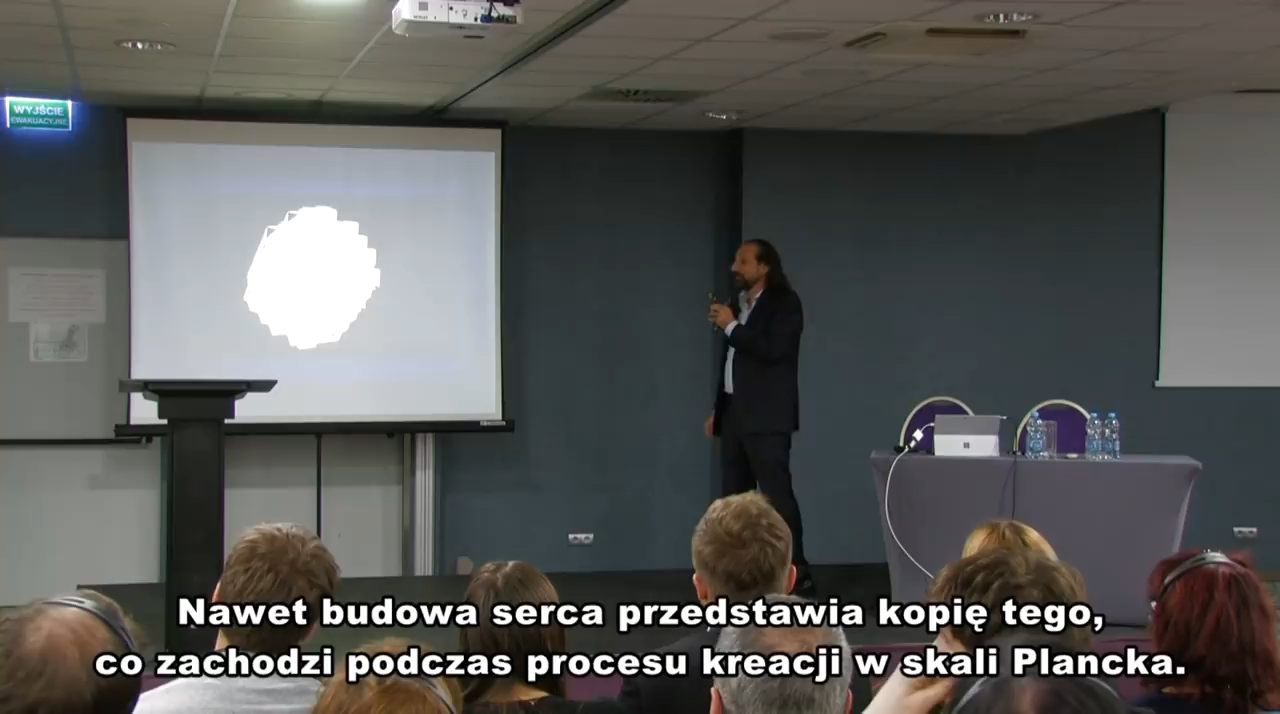 WYJŚCIE
EWAKUACYJNE
Nawet budowa serca przedstawia kopię tego,
co zachodzi podczas procesu kreacji w skali Plancka.